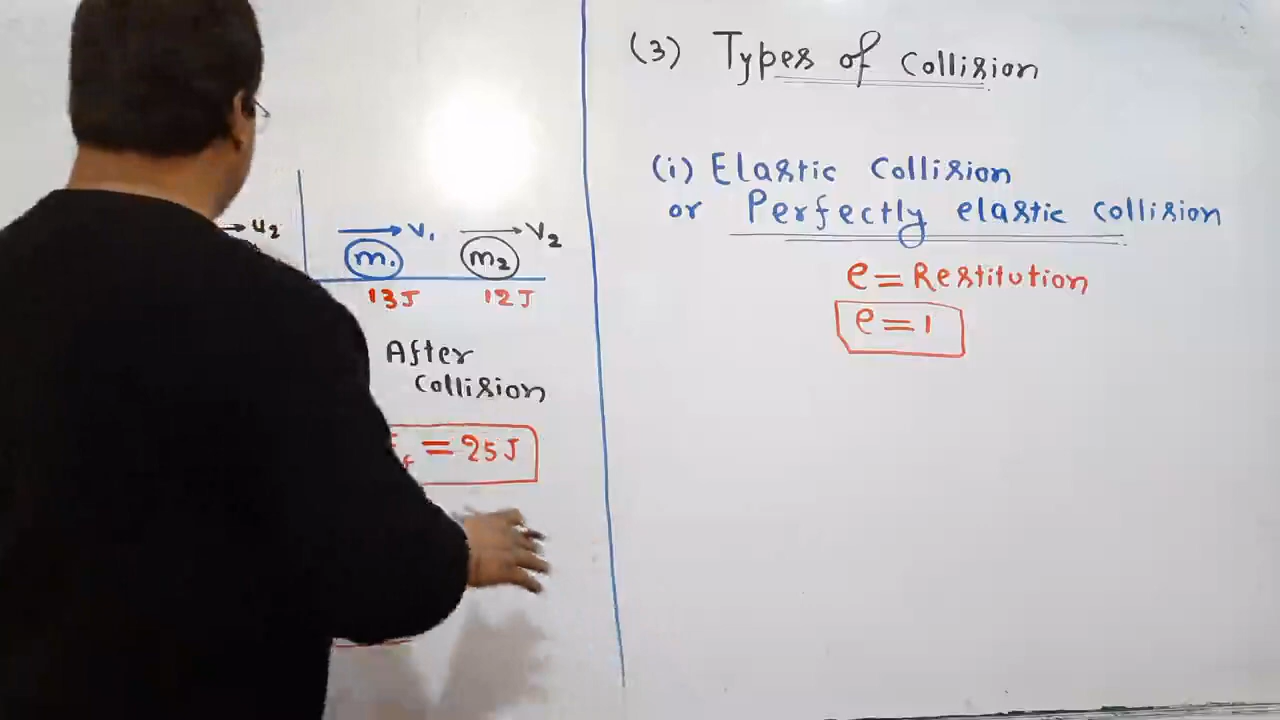 → u₂
→ v₁ → v₂
m₁ m₂
13J 12J
After
Collision
f = 25J
(3) Types of Collision
(i) Elastic Collision
or Perfectly elastic collision
e = Restitution
e = 1